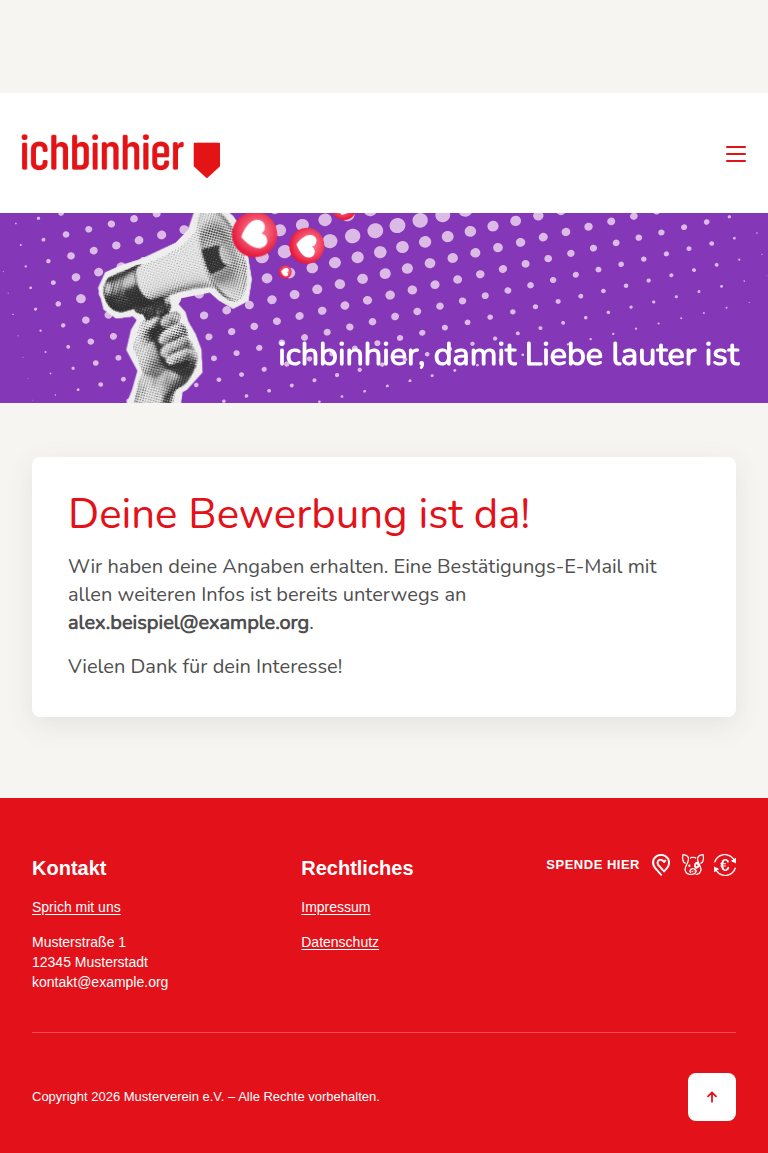 ichbinhier
ichbinhier, damit Liebe lauter ist
Deine Bewerbung ist da!
Wir haben deine Angaben erhalten. Eine Bestätigungs-E-Mail mit
allen weiteren Infos ist bereits unterwegs an
alex.beispiel@example.org.
Vielen Dank für dein Interesse!
Kontakt
Sprich mit uns
Musterstraße 1
12345 Musterstadt
kontakt@example.org
Rechtliches
Impressum
Datenschutz
SPENDE HIER
Copyright 2026 Musterverein e.V. – Alle Rechte vorbehalten.